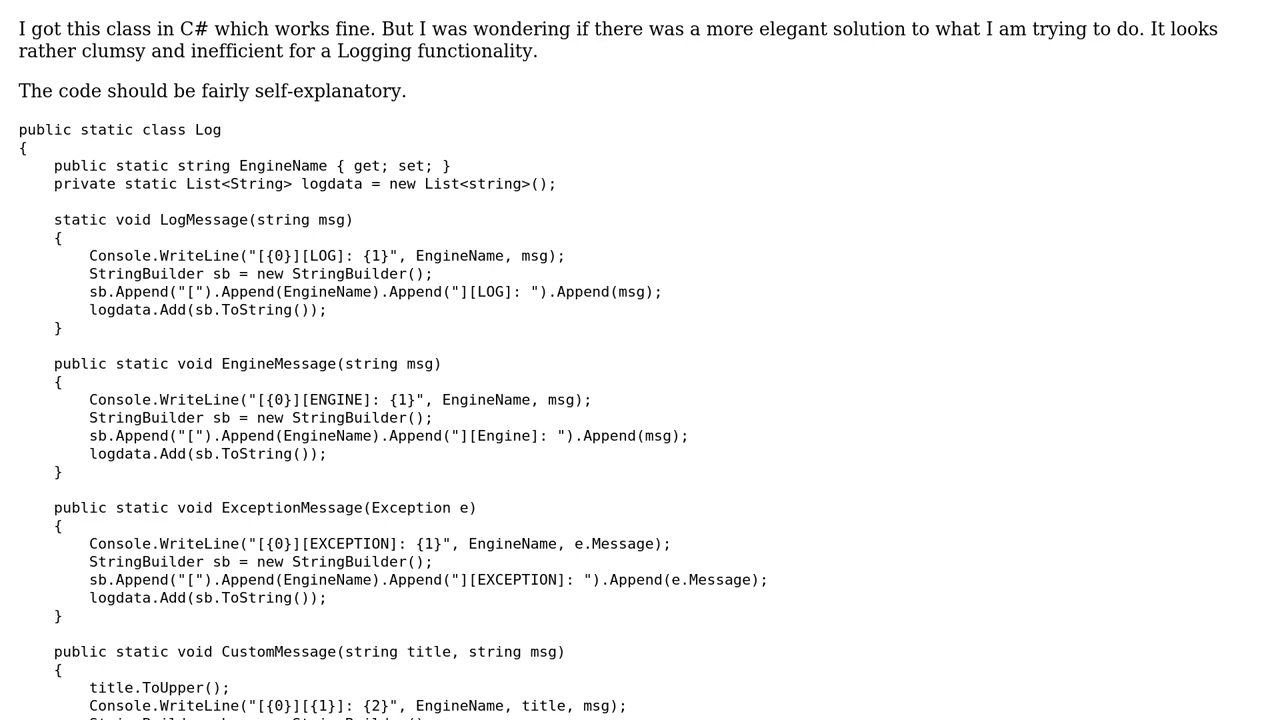 I got this class in C# which works fine. But I was wondering if there was a more elegant solution to what I am trying to do. It looks
rather clumsy and inefficient for a Logging functionality.
The code should be fairly self-explanatory.
public static class Log
{
    public static string EngineName { get; set; }
    private static List<String> logdata = new List<string>();
    static void LogMessage(string msg)
    {
        Console.WriteLine("[{0}][LOG]: {1}", EngineName, msg);
        StringBuilder sb = new StringBuilder();
        sb.Append("[").Append(EngineName).Append("][LOG]: ").Append(msg);
        logdata.Add(sb.ToString());
    }
    public static void EngineMessage(string msg)
    {
        Console.WriteLine("[{0}][ENGINE]: {1}", EngineName, msg);
        StringBuilder sb = new StringBuilder();
        sb.Append("[").Append(EngineName).Append("][Engine]: ").Append(msg);
        logdata.Add(sb.ToString());
    }
    public static void ExceptionMessage(Exception e)
    {
        Console.WriteLine("[{0}][EXCEPTION]: {1}", EngineName, e.Message);
        StringBuilder sb = new StringBuilder();
        sb.Append("[").Append(EngineName).Append("][EXCEPTION]: ").Append(e.Message);
        logdata.Add(sb.ToString());
    }
    public static void CustomMessage(string title, string msg)
    {
        title.ToUpper();
        Console.WriteLine("[{0}][{1}]: {2}", EngineName, title, msg);